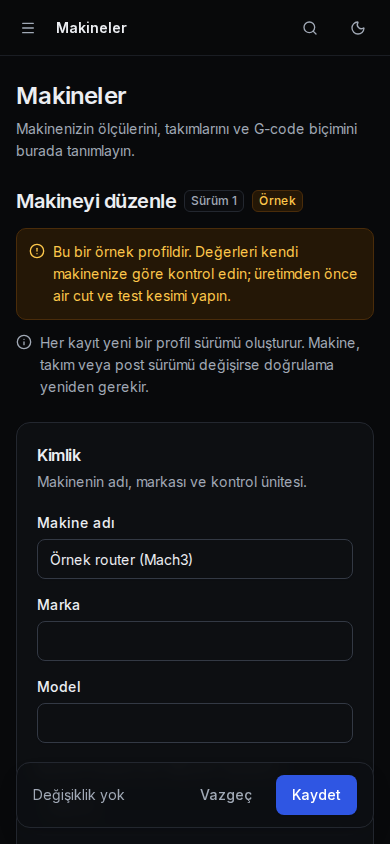 Makineler
Makineler
Makinenizin ölçülerini, takımlarını ve G-code biçimini
burada tanımlayın.
Makineyi düzenle Sürüm 1 Örnek
Bu bir örnek profildir. Değerleri kendi
makinenize göre kontrol edin; üretimden önce
air cut ve test kesimi yapın.
Her kayıt yeni bir profil sürümü oluşturur. Makine,
takım veya post sürümü değişirse doğrulama
yeniden gerekir.
Kimlik
Makinenin adı, markası ve kontrol ünitesi.
Makine adı
Örnek router (Mach3)
Marka
Model
Değişiklik yok Vazgeç Kaydet